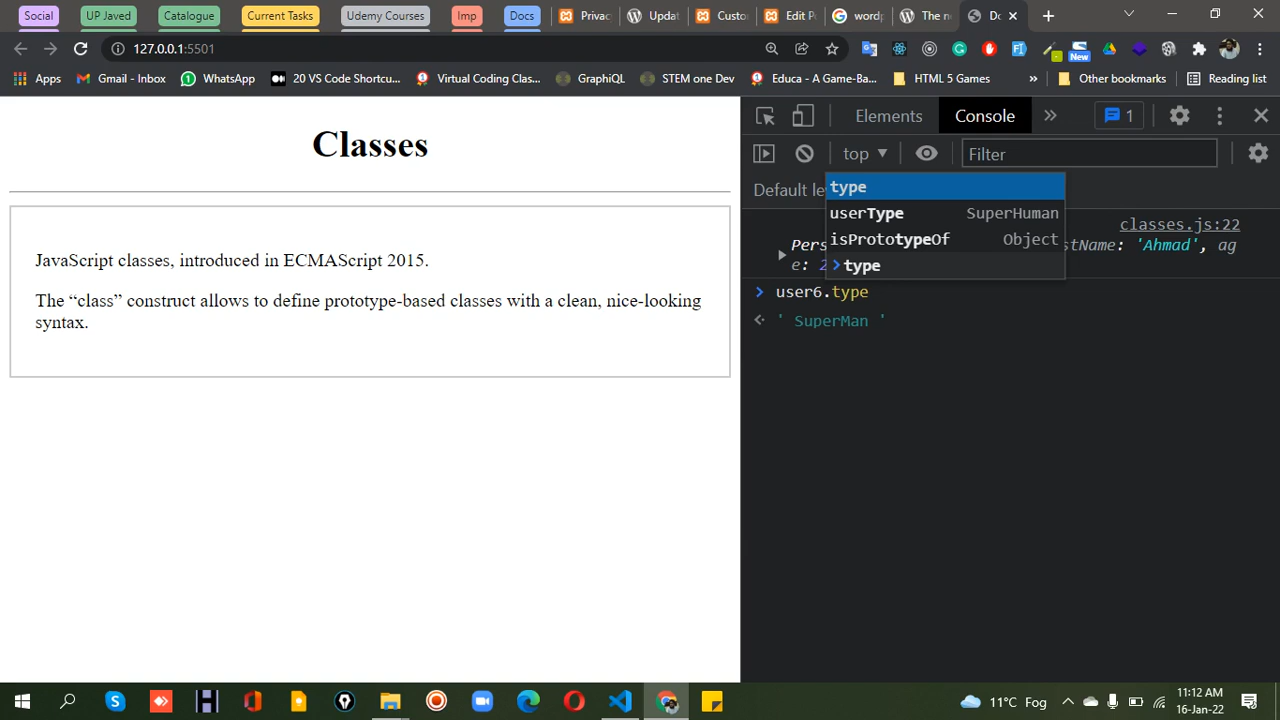 Social UP Javed Catalogue Current Tasks Udemy Courses Imp Docs Privac Updat Custo Edit P word The n Do
127.0.0.1:5501 New
Apps Gmail - Inbox WhatsApp 20 VS Code Shortcu... Virtual Coding Clas... GraphiQL STEM one Dev Educa - A Game-Ba... HTML 5 Games » Other bookmarks Reading list
Classes
JavaScript classes, introduced in ECMAScript 2015.
The “class” construct allows to define prototype-based classes with a clean, nice-looking
syntax.
Elements Console » 1
top ▼ Filter
Default le
type
userType SuperHuman
isPrototypeOf Object
> type
classes.js:22
Pers stName: 'Ahmad', ag
e: 2
> user6.type
' SuperMan '
11°C Fog 11:12 AM
16-Jan-22